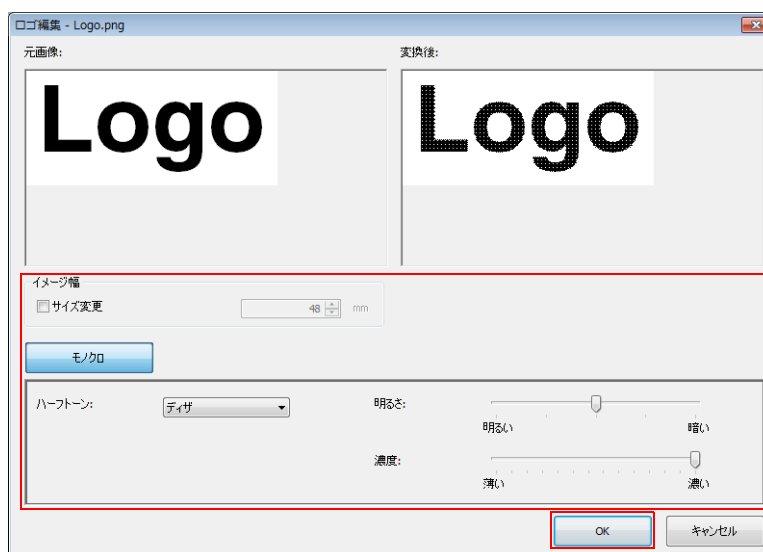 ロゴ編集 - Logo.png
元画像:
変換後:
Logo
Logo
イメージ幅
サイズ変更
48
mm
モノクロ
ハーフトーン:
ディザ
明るさ:
明るい
暗い
濃度:
薄い
濃い
OK
キャンセル